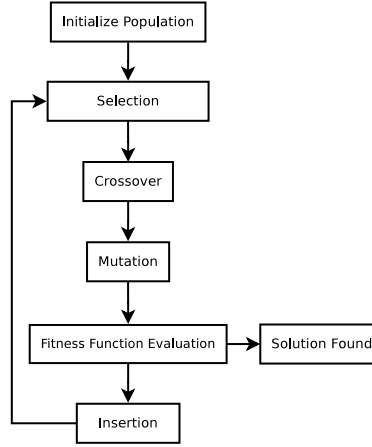 Initialize Population
Selection
Crossover
Mutation
Fitness Function Evaluation
Solution Found
Insertion